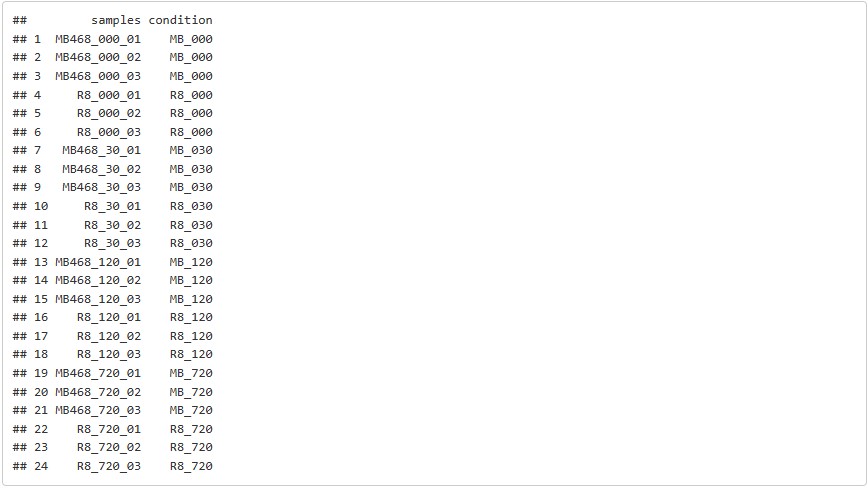 ##         samples condition
## 1  MB468_000_01    MB_000
## 2  MB468_000_02    MB_000
## 3  MB468_000_03    MB_000
## 4     R8_000_01    R8_000
## 5     R8_000_02    R8_000
## 6     R8_000_03    R8_000
## 7   MB468_30_01    MB_030
## 8   MB468_30_02    MB_030
## 9   MB468_30_03    MB_030
## 10     R8_30_01    R8_030
## 11     R8_30_02    R8_030
## 12     R8_30_03    R8_030
## 13 MB468_120_01    MB_120
## 14 MB468_120_02    MB_120
## 15 MB468_120_03    MB_120
## 16    R8_120_01    R8_120
## 17    R8_120_02    R8_120
## 18    R8_120_03    R8_120
## 19 MB468_720_01    MB_720
## 20 MB468_720_02    MB_720
## 21 MB468_720_03    MB_720
## 22    R8_720_01    R8_720
## 23    R8_720_02    R8_720
## 24    R8_720_03    R8_720